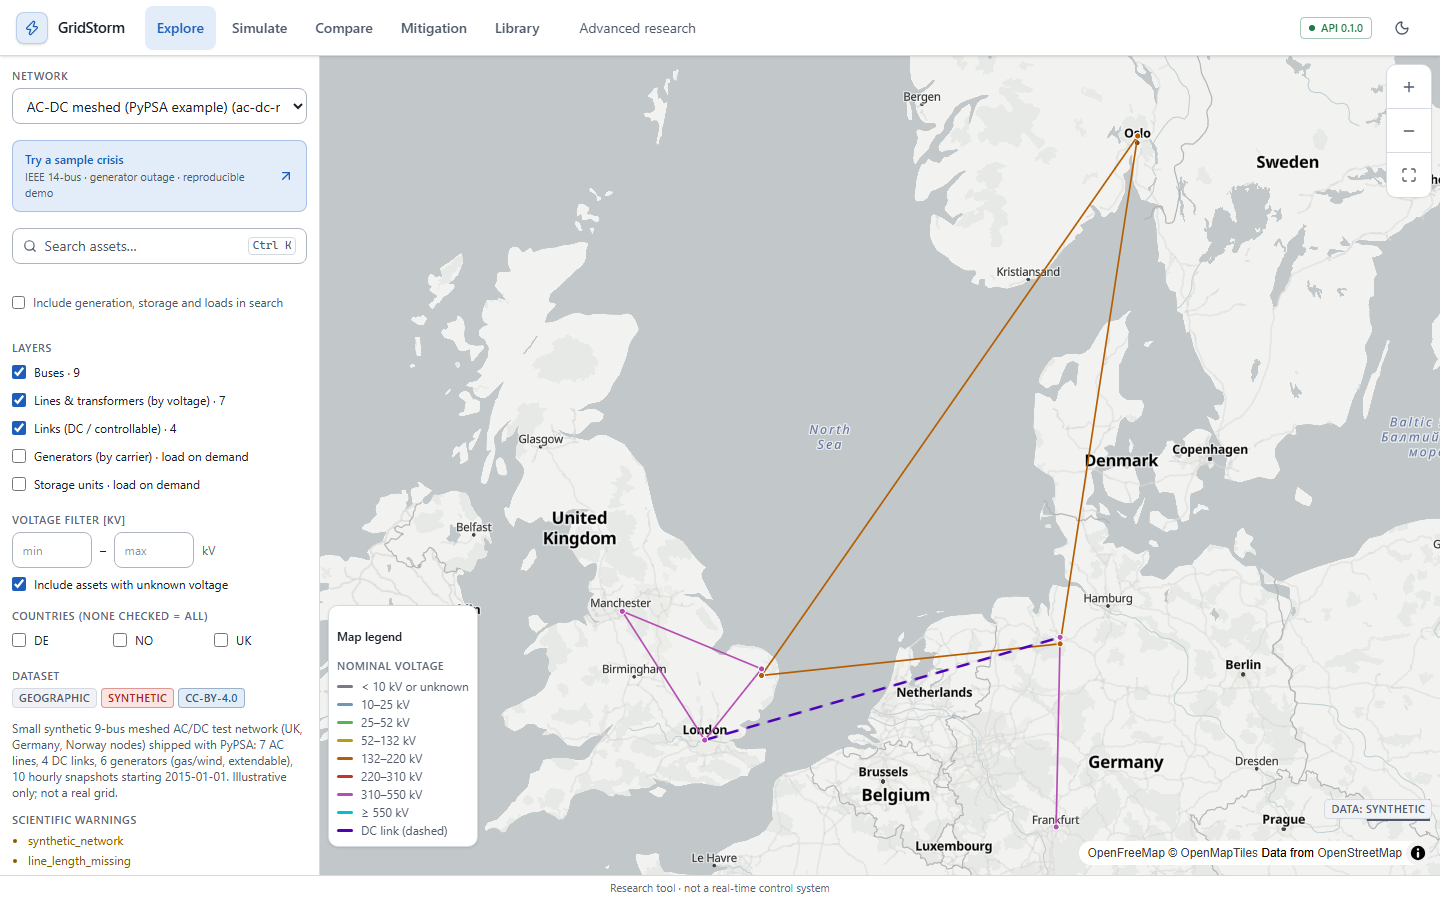 GridStorm
Explore
Simulate
Compare
Mitigation
Library
Advanced research
API 0.1.0
NETWORK
AC-DC meshed (PyPSA example) (ac-dc-r
Try a sample crisis
IEEE 14-bus · generator outage · reproducible
demo
Search assets...
Ctrl K
Include generation, storage and loads in search
LAYERS
Buses · 9
Lines & transformers (by voltage) · 7
Links (DC / controllable) · 4
Generators (by carrier) · load on demand
Storage units · load on demand
VOLTAGE FILTER [KV]
min
–
max
kV
Include assets with unknown voltage
COUNTRIES (NONE CHECKED = ALL)
DE
NO
UK
DATASET
GEOGRAPHIC
SYNTHETIC
CC-BY-4.0
Small synthetic 9-bus meshed AC/DC test network (UK,
Germany, Norway nodes) shipped with PyPSA: 7 AC
lines, 4 DC links, 6 generators (gas/wind, extendable),
10 hourly snapshots starting 2015-01-01. Illustrative
only; not a real grid.
SCIENTIFIC WARNINGS
synthetic_network
line_length_missing
Bergen
Oslo
Sweden
Kristiansand
North
Sea
Glasgow
Denmark
Copenhagen
Baltic
Балтий
мор
Belfast
United
Kingdom
Manchester
Hamburg
Birmingham
Berlin
Netherlands
London
Brussels
Belgium
Germany
Dresden
Frankfurt
Prague
Luxembourg
Le Havre
Map legend
NOMINAL VOLTAGE
< 10 kV or unknown
10–25 kV
25–52 kV
52–132 kV
132–220 kV
220–310 kV
310–550 kV
≥ 550 kV
DC link (dashed)
DATA: SYNTHETIC
OpenFreeMap © OpenMapTiles Data from OpenStreetMap
Research tool · not a real-time control system